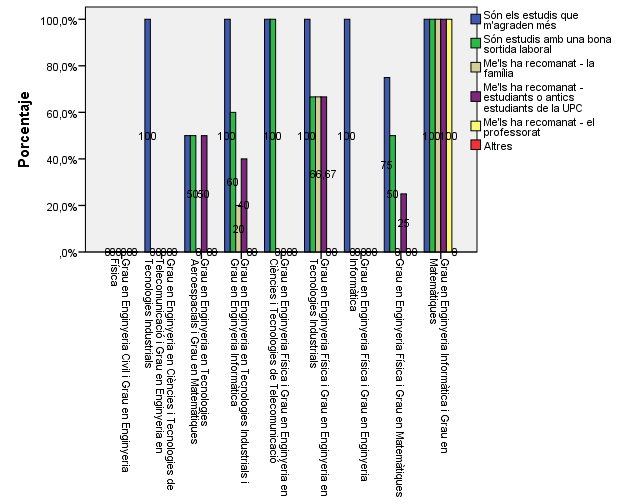 100,0%
80,0%
60,0%
40,0%
20,0%
,0%
Porcentaje
Són els estudis que
m'agraden més
Són estudis amb una bona
sortida laboral
Me'ls ha recomanat - la
família
Me'ls ha recomanat -
estudiants o antics
estudiants de la UPC
Me'ls ha recomanat - el
professorat
Altres
100
50
50
100
60
20
40
100
100
66,67
100
75
50
25
100
100
Grau en Enginyeria Civil i Grau en Enginyeria
Física
Grau en Enginyeria en Ciències i Tecnologies de
Telecomunicació i Grau en Enginyeria en
Tecnologies Industrials
Grau en Enginyeria en Tecnologies
Aeroespacials i Grau en Matemàtiques
Grau en Enginyeria en Tecnologies Industrials i
Grau en Enginyeria Informàtica
Grau en Enginyeria Física i Grau en Enginyeria en
Ciències i Tecnologies de Telecomunicació
Grau en Enginyeria Física i Grau en Enginyeria en
Tecnologies Industrials
Grau en Enginyeria Física i Grau en Enginyeria
Informàtica
Grau en Enginyeria Física i Grau en Matemàtiques
Grau en Enginyeria Informàtica i Grau en
Matemàtiques